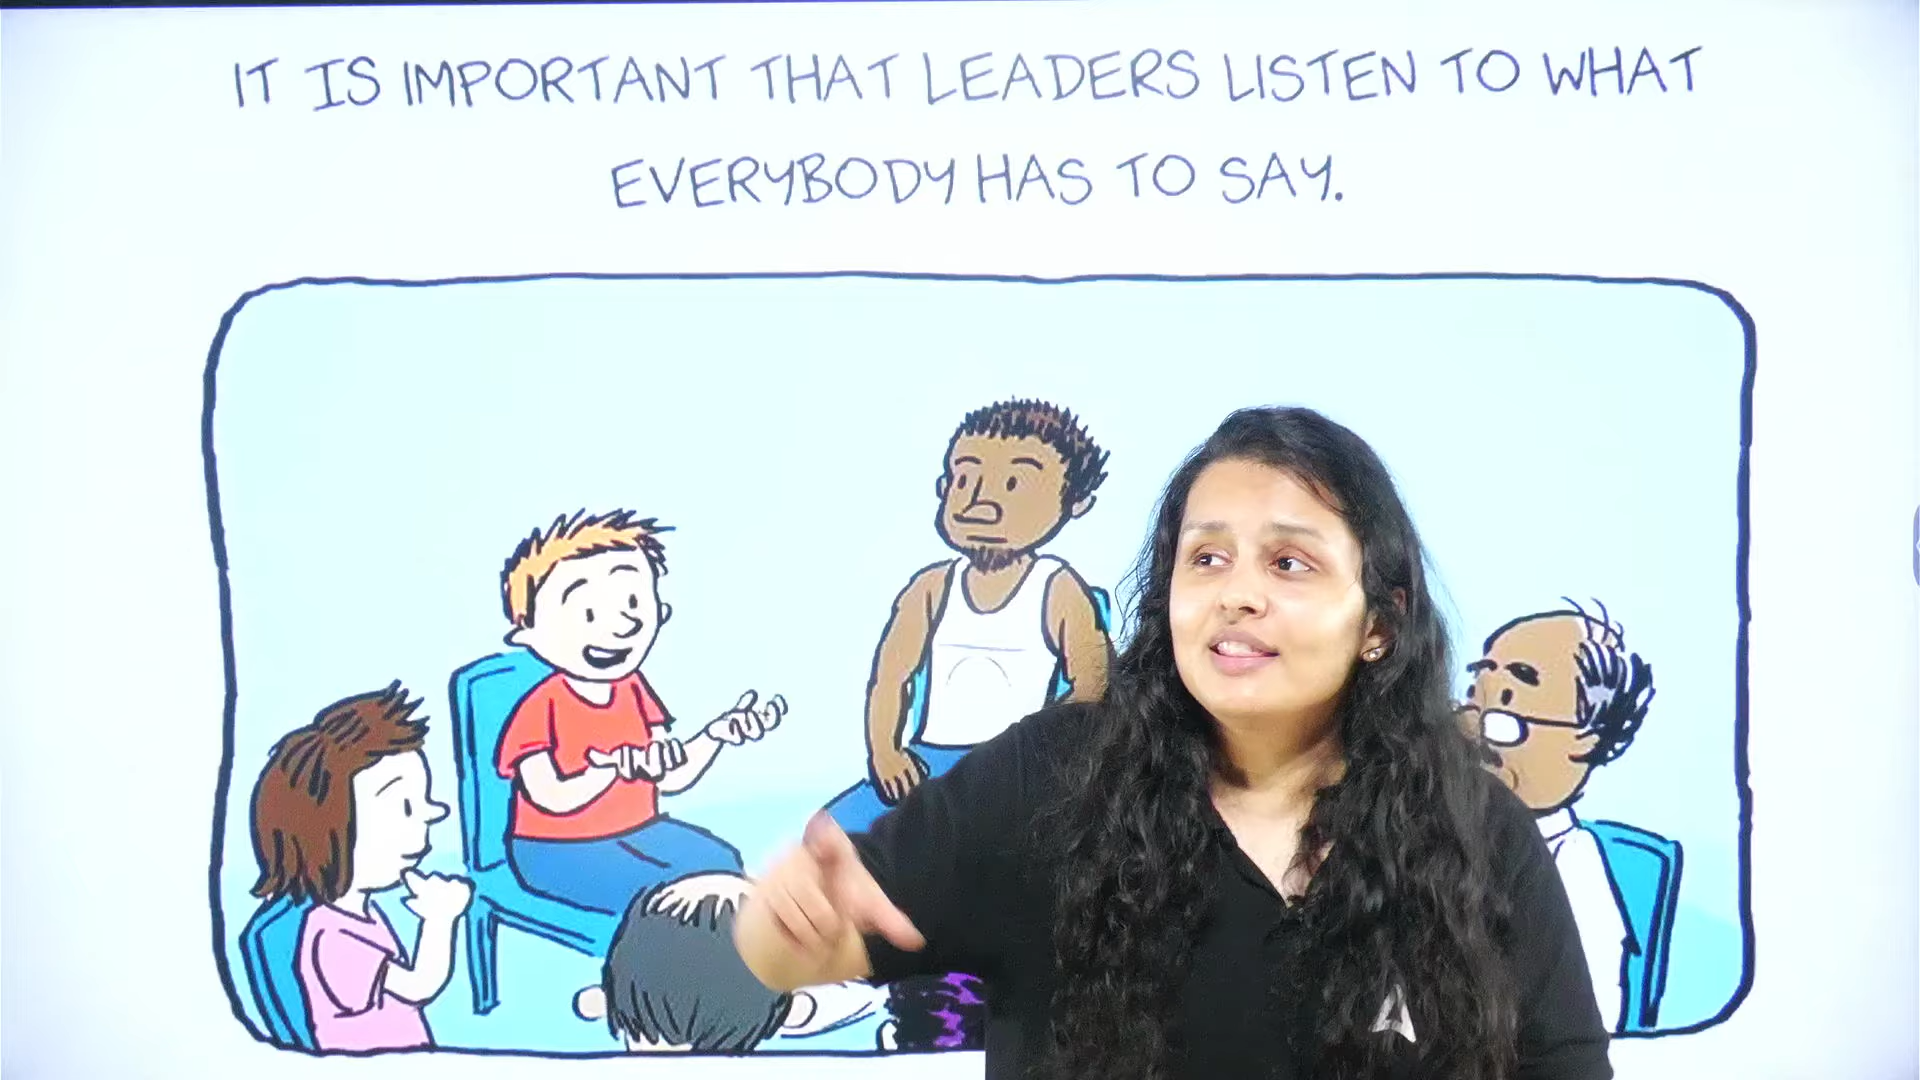 IT IS IMPORTANT THAT LEADERS LISTEN TO WHAT
EVERYBODY HAS TO SAY.